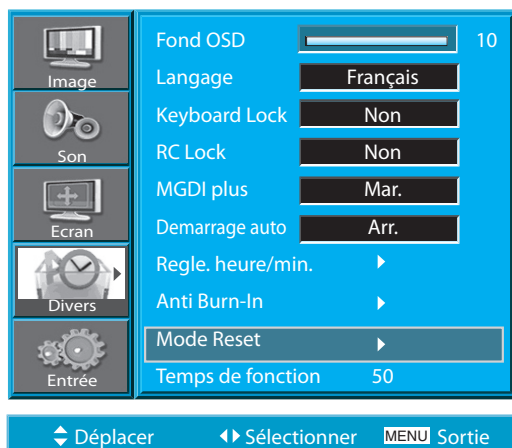 Image
Son
Ecran
Divers
Entrée
Fond OSD 10
Langage Français
Keyboard Lock Non
RC Lock Non
MGDI plus Mar.
Demarrage auto Arr.
Regle. heure/min.
Anti Burn-In
Mode Reset
Temps de fonction 50
Déplacer Sélectionner MENU Sortie